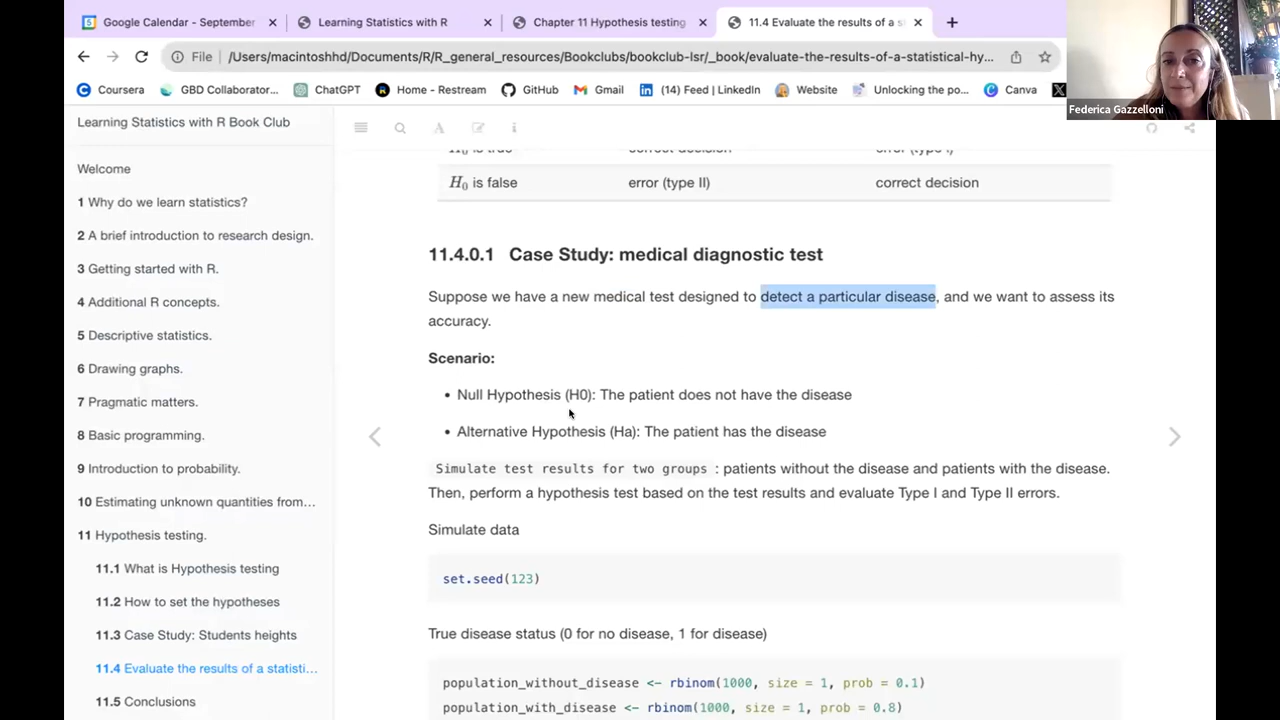 Google Calendar - September
Learning Statistics with R
Chapter 11 Hypothesis testing
11.4 Evaluate the results of a s
File
/Users/macintoshhd/Documents/R/R_general_resources/Bookclubs/bookclub-lsr/_book/evaluate-the-results-of-a-statistical-hy...
Coursera
GBD Collaborator...
ChatGPT
Home - Restream
GitHub
Gmail
(14) Feed | LinkedIn
Website
Unlocking the po...
Canva
Federica Gazzelloni
Learning Statistics with R Book Club
Welcome
1 Why do we learn statistics?
2 A brief introduction to research design.
3 Getting started with R.
4 Additional R concepts.
5 Descriptive statistics.
6 Drawing graphs.
7 Pragmatic matters.
8 Basic programming.
9 Introduction to probability.
10 Estimating unknown quantities from...
11 Hypothesis testing.
11.1 What is Hypothesis testing
11.2 How to set the hypotheses
11.3 Case Study: Students heights
11.4 Evaluate the results of a statisti...
11.5 Conclusions
H0 is true correct decision error (type I)
H0 is false error (type II) correct decision
11.4.0.1 Case Study: medical diagnostic test
Suppose we have a new medical test designed to detect a particular disease, and we want to assess its
accuracy.
Scenario:
• Null Hypothesis (H0): The patient does not have the disease
• Alternative Hypothesis (Ha): The patient has the disease
Simulate test results for two groups : patients without the disease and patients with the disease.
Then, perform a hypothesis test based on the test results and evaluate Type I and Type II errors.
Simulate data
set.seed(123)
True disease status (0 for no disease, 1 for disease)
population_without_disease <- rbinom(1000, size = 1, prob = 0.1)
population_with_disease <- rbinom(1000, size = 1, prob = 0.8)